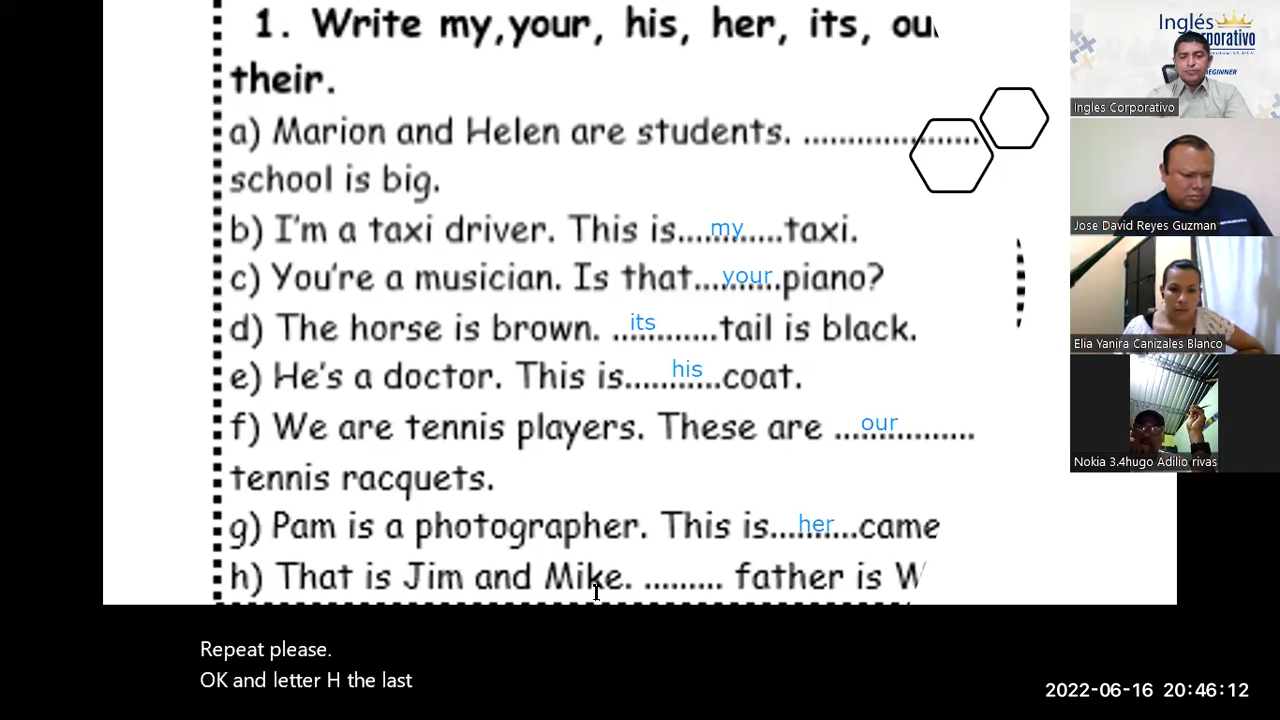 1. Write my,your, his, her, its, ou
their.
a) Marion and Helen are students. ........................
school is big.
b) I'm a taxi driver. This is......my......taxi.
c) You're a musician. Is that....your..piano?
d) The horse is brown. ..its........tail is black.
e) He's a doctor. This is......his...coat.
f) We are tennis players. These are ....our..........
tennis racquets.
g) Pam is a photographer. This is....her....came
h) That is Jim and Mike. ......... father is
Repeat please.
OK and letter H the last
Inglés
Corporativo
BEGINNER
Ingles Corporativo
Jose David Reyes Guzman
Elia Yanira Canizales Blanco
Nokia 3.4hugo Adilio rivas
2022-06-16 20:46:12